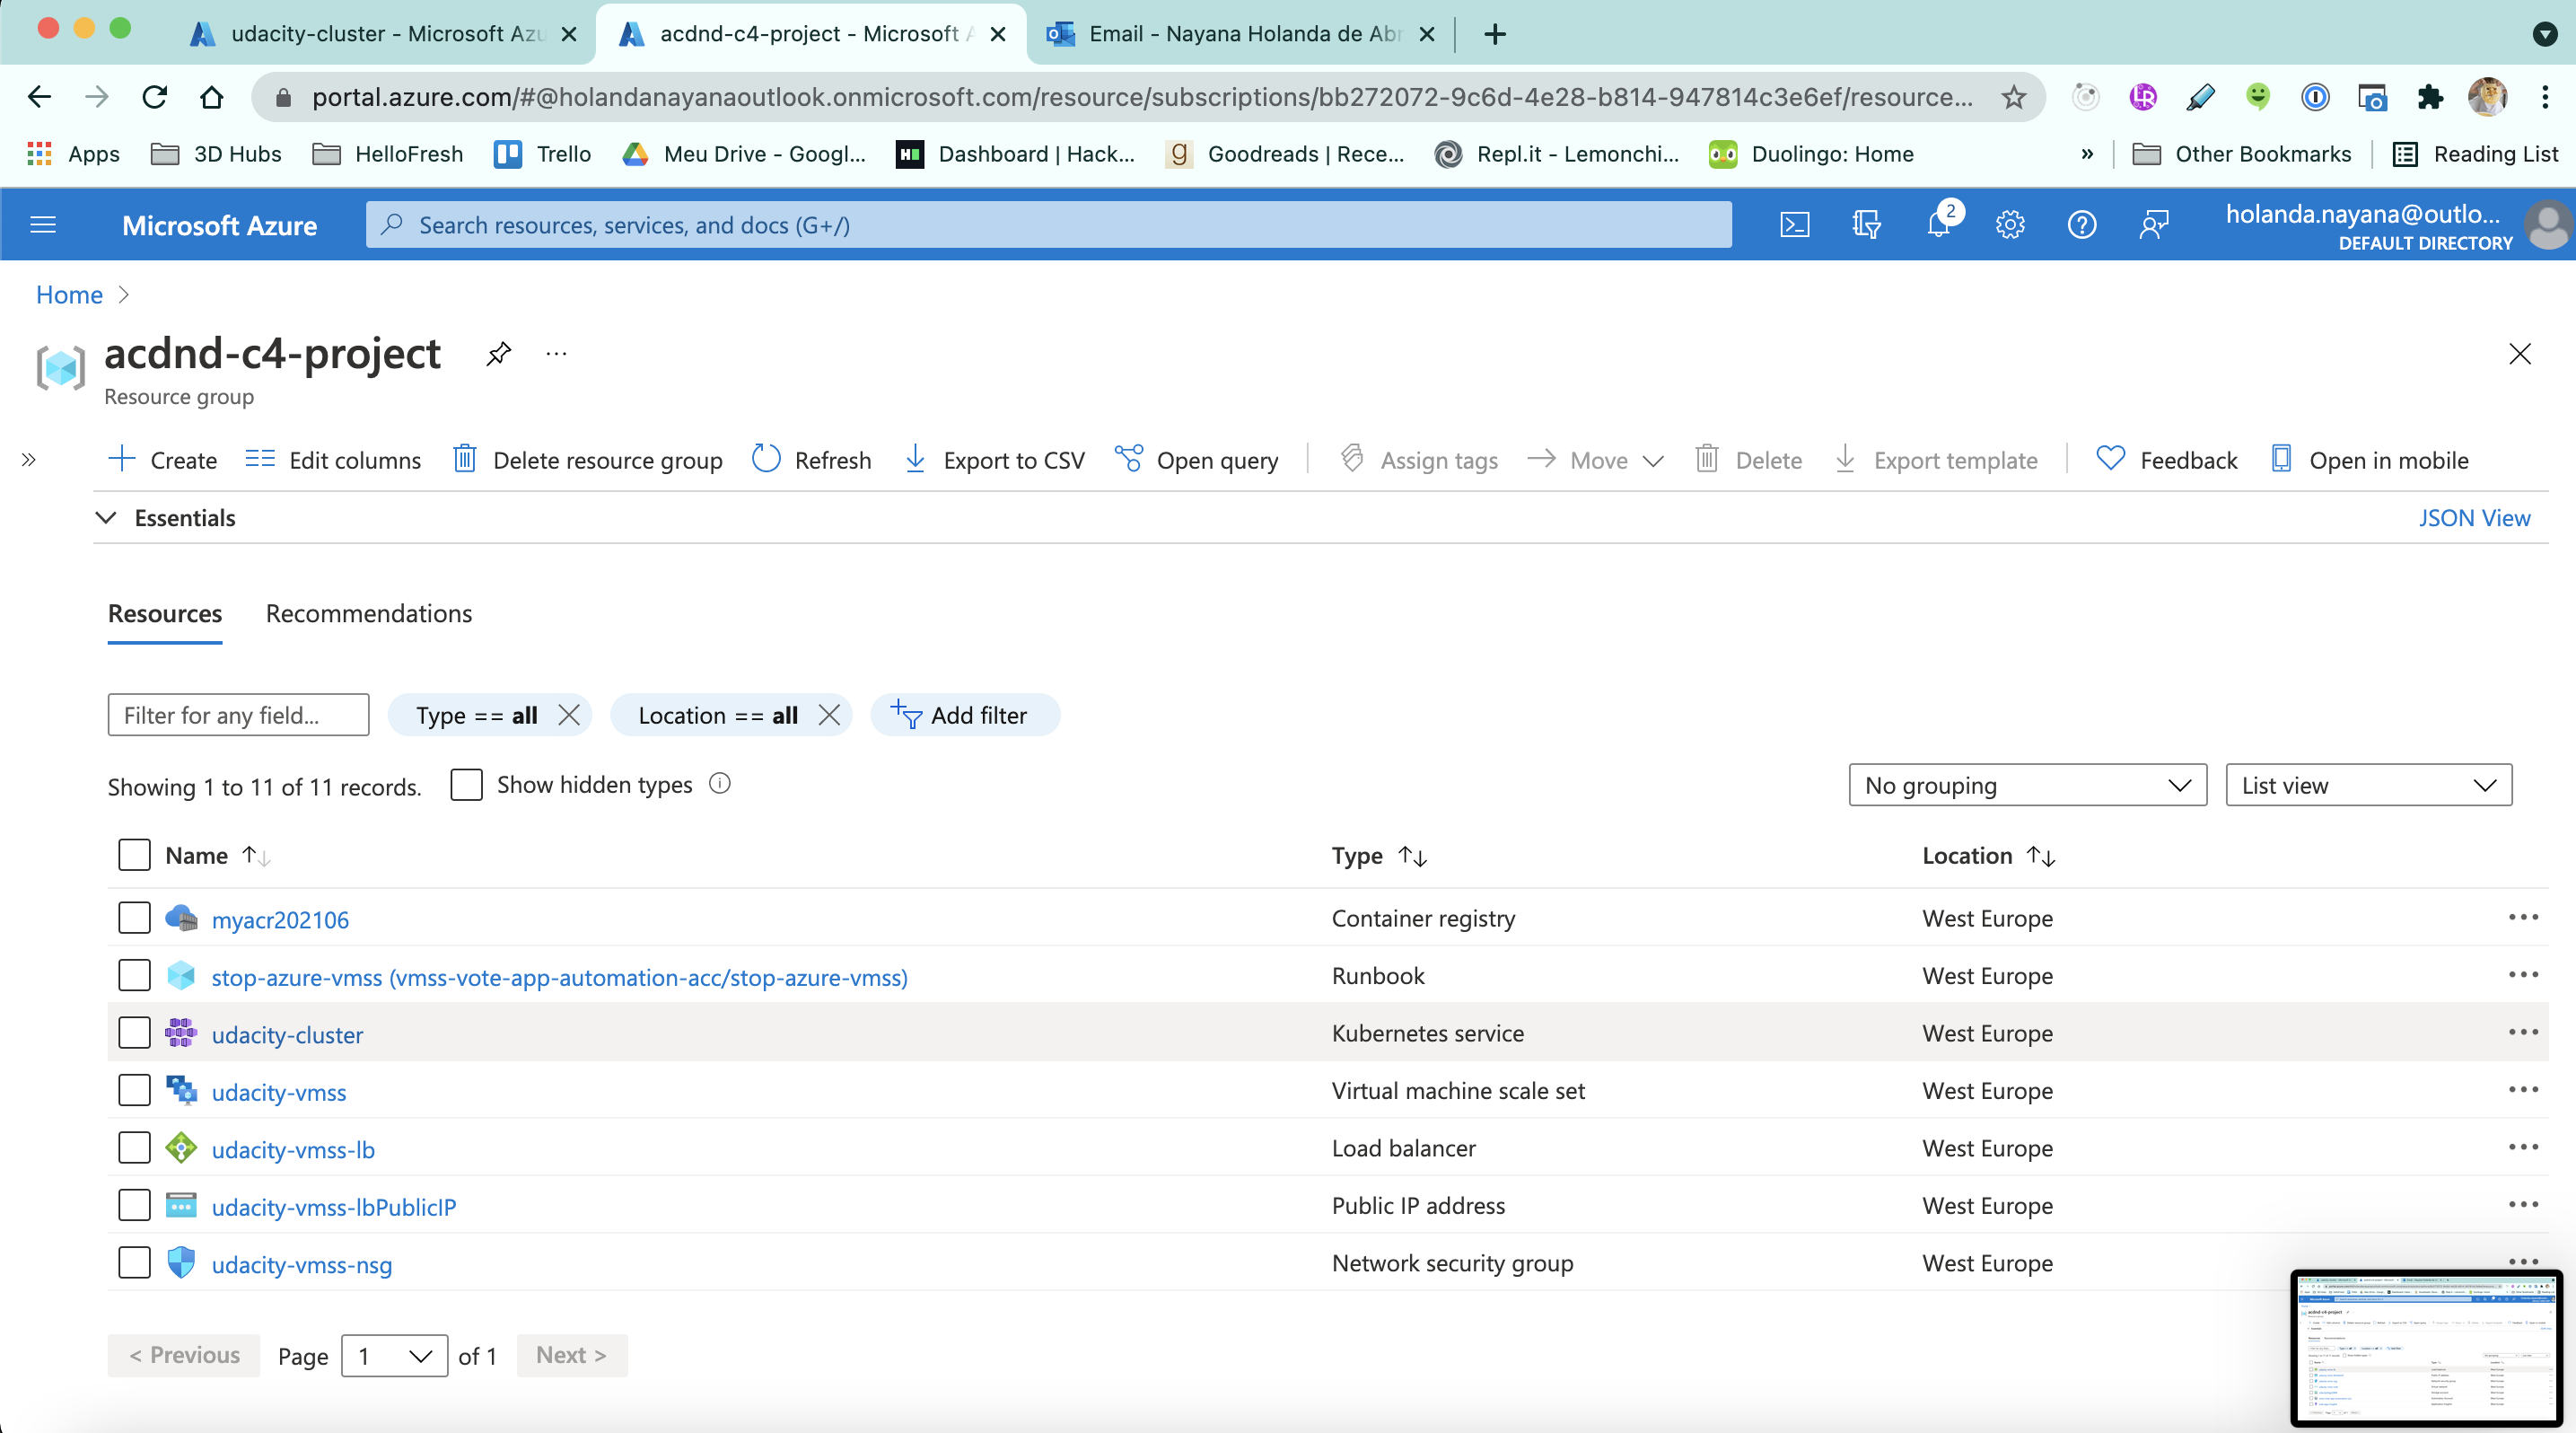 udacity-cluster - Microsoft Azu
acdnd-c4-project - Microsoft A
Email - Nayana Holanda de Abr
portal.azure.com/#@holandanayanaoutlook.onmicrosoft.com/resource/subscriptions/bb272072-9c6d-4e28-b814-947814c3e6ef/resource...
Apps 3D Hubs HelloFresh Trello Meu Drive - Googl... Dashboard | Hack... Goodreads | Rece... Repl.it - Lemonchi... Duolingo: Home » Other Bookmarks Reading List
Microsoft Azure
Search resources, services, and docs (G+/)
2
holanda.nayana@outlo...
DEFAULT DIRECTORY
Home >
acdnd-c4-project
Resource group
Create Edit columns Delete resource group Refresh Export to CSV Open query Assign tags Move Delete Export template Feedback Open in mobile
Essentials
JSON View
Resources Recommendations
Filter for any field... Type == all Location == all Add filter
Showing 1 to 11 of 11 records. Show hidden types
No grouping List view
Name Type Location
myacr202106 Container registry West Europe
stop-azure-vmss (vmss-vote-app-automation-acc/stop-azure-vmss) Runbook West Europe
udacity-cluster Kubernetes service West Europe
udacity-vmss Virtual machine scale set West Europe
udacity-vmss-lb Load balancer West Europe
udacity-vmss-lbPublicIP Public IP address West Europe
udacity-vmss-nsg Network security group West Europe
< Previous Page 1 of 1 Next >